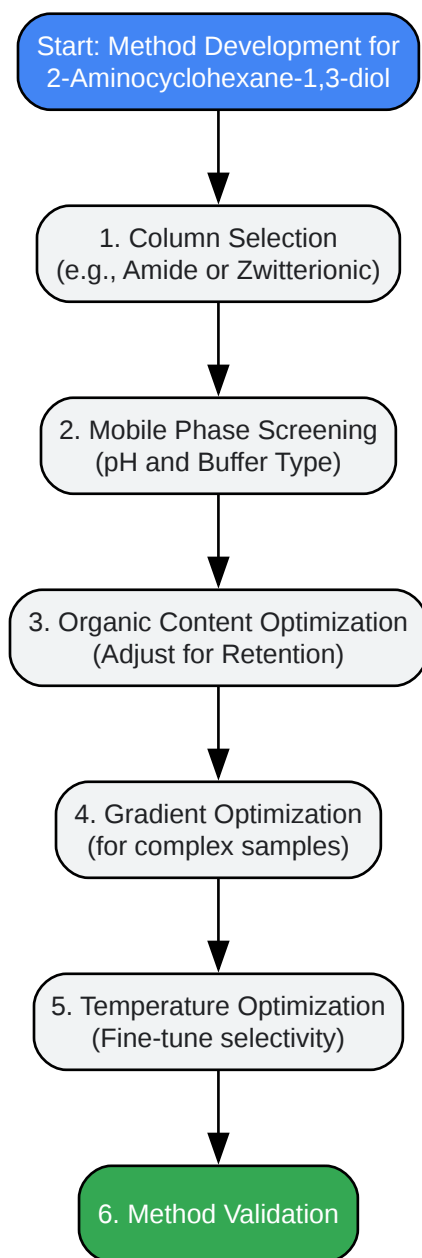 Start: Method Development for
2-Aminocyclohexane-1,3-diol
1. Column Selection
(e.g., Amide or Zwitterionic)
2. Mobile Phase Screening
(pH and Buffer Type)
3. Organic Content Optimization
(Adjust for Retention)
4. Gradient Optimization
(for complex samples)
5. Temperature Optimization
(Fine-tune selectivity)
6. Method Validation